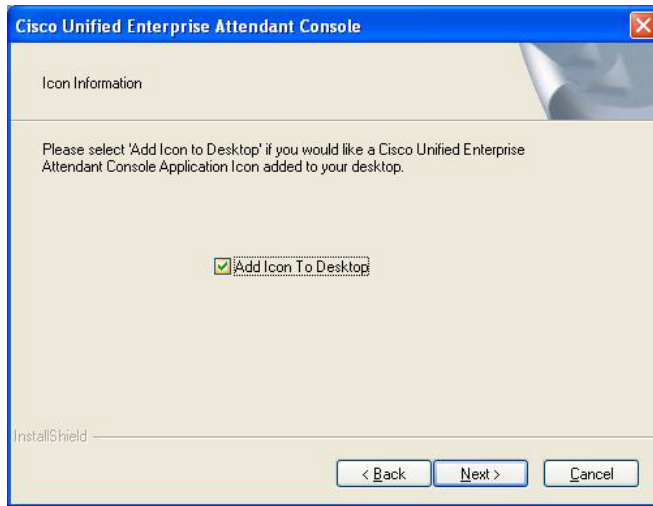 Cisco Unified Enterprise Attendant Console
Icon Information
Please select 'Add Icon to Desktop' if you would like a Cisco Unified Enterprise
Attendant Console Application Icon added to your desktop.
Add Icon To Desktop
InstallShield
< Back Next > Cancel